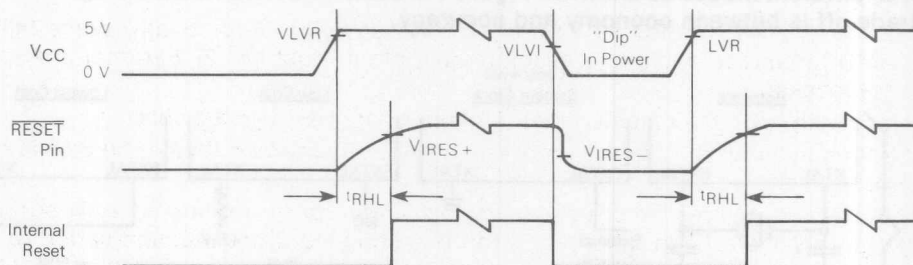 5 V
VCC
0 V
VLVR
VLVI
"Dip"
In Power
LVR
RESET
Pin
VIRES+
VIRES−
tRHL
tRHL
Internal
Reset